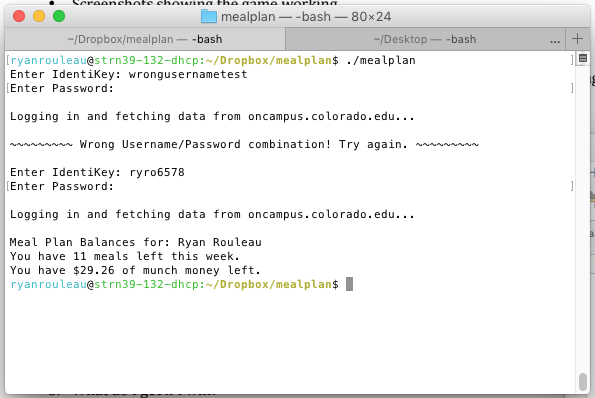 Screenshots showing the game working
mealplan — -bash — 80×24
~/Dropbox/mealplan — -bash
~/Desktop — -bash
...
+
[ryanrouleau@strn39-132-dhcp:~/Dropbox/mealplan$ ./mealplan ]
Enter IdentiKey: wrongusernametest
[Enter Password: ]
Logging in and fetching data from oncampus.colorado.edu...
~~~~~~~~~ Wrong Username/Password combination! Try again. ~~~~~~~~~
Enter IdentiKey: ryro6578
[Enter Password: ]
Logging in and fetching data from oncampus.colorado.edu...
Meal Plan Balances for: Ryan Rouleau
You have 11 meals left this week.
You have $29.26 of munch money left.
ryanrouleau@strn39-132-dhcp:~/Dropbox/mealplan$